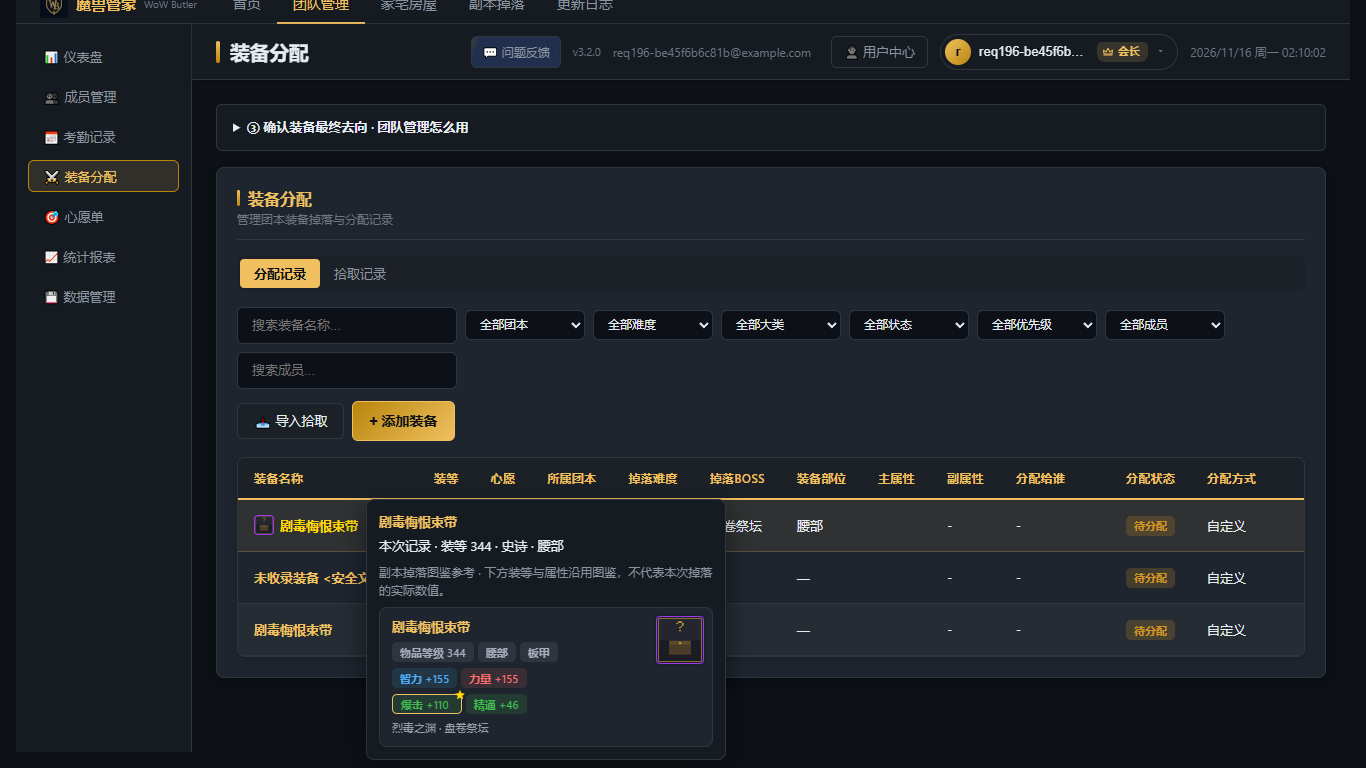 魔兽管家 WoW Butler 首页 团队管理 家宅房屋 副本掉落 更新日志
仪表盘
成员管理
考勤记录
装备分配
心愿单
统计报表
数据管理
装备分配 问题反馈 v3.2.0 req196-be45f6b6c81b@example.com 用户中心 r req196-be45f6b... 会长 2026/11/16 周一 02:10:02
▶ ③ 确认装备最终去向 · 团队管理怎么用
装备分配
管理团本装备掉落与分配记录
分配记录 拾取记录
搜索装备名称... 全部团本 全部难度 全部大类 全部状态 全部优先级 全部成员
搜索成员...
导入拾取 + 添加装备
装备名称 装等 心愿 所属团本 掉落难度 掉落BOSS 装备部位 主属性 副属性 分配给谁 分配状态 分配方式
剧毒悔恨束带 卷祭坛 腰部 - - 待分配 自定义
未收录装备 <安全文 — - - 待分配 自定义
剧毒悔恨束带 — - - 待分配 自定义
剧毒悔恨束带
本次记录 · 装等 344 · 史诗 · 腰部
副本掉落图鉴参考 · 下方装等与属性沿用图鉴，不代表本次掉落
的实际数值。
剧毒悔恨束带
物品等级 344 腰部 板甲
智力 +155 力量 +155
爆击 +110 精通 +46
烈毒之渊 · 盘卷祭坛